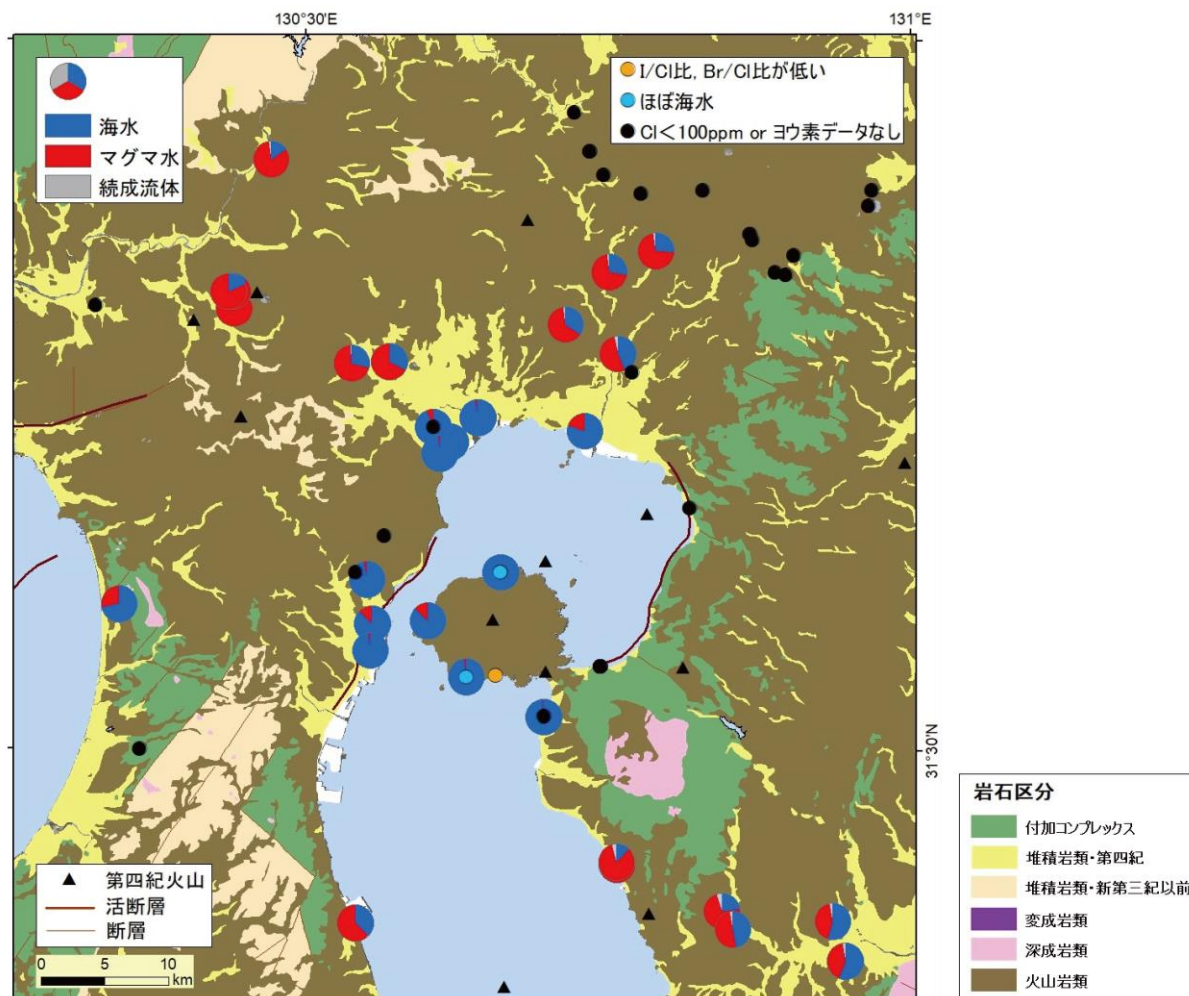 130°30'E
131°E
海水
マグマ水
続成流体
I/Cl比, Br/Cl比が低い
ほぼ海水
Cl<100ppm or ヨウ素データなし
31°30'N
第四紀火山
活断層
断層
0 5 10
km
岩石区分
付加コンプレックス
堆積岩類・第四紀
堆積岩類・新第三紀以前
変成岩類
深成岩類
火山岩類